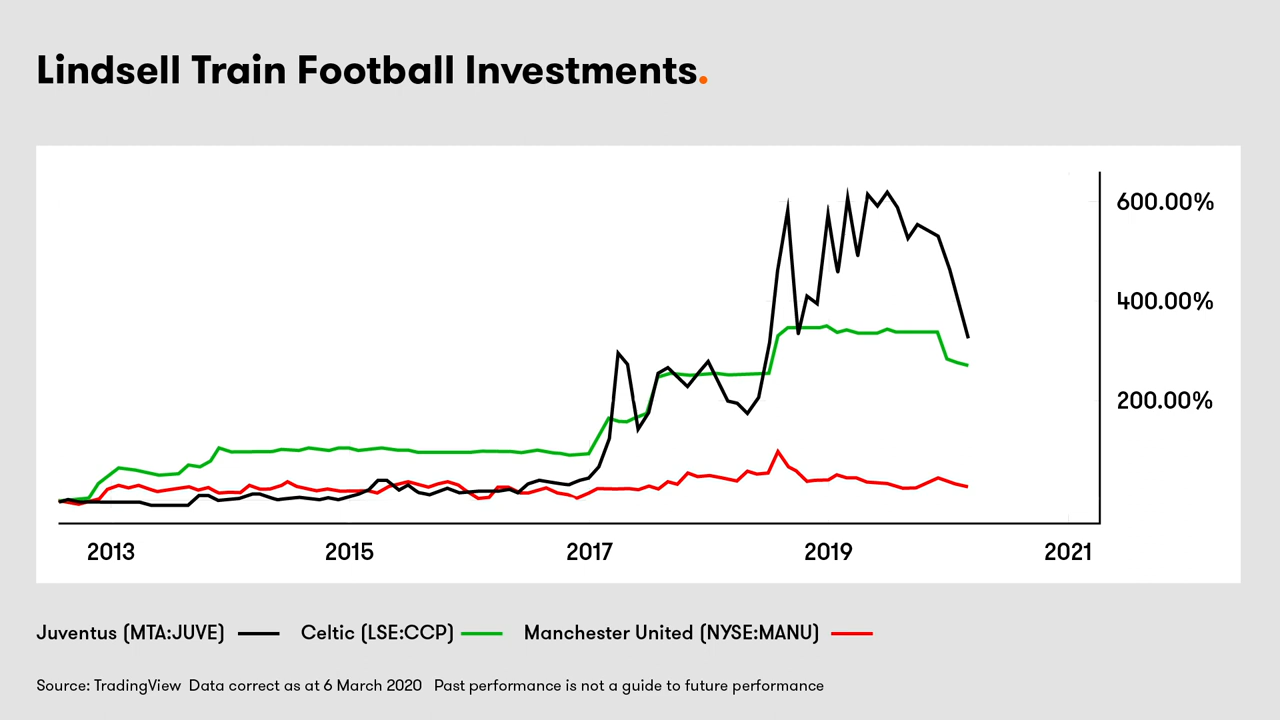 Lindsell Train Football Investments.
600.00%
400.00%
200.00%
2013 2015 2017 2019 2021
Juventus (MTA:JUVE) Celtic (LSE:CCP) Manchester United (NYSE:MANU)
Source: TradingView Data correct as at 6 March 2020 Past performance is not a guide to future performance